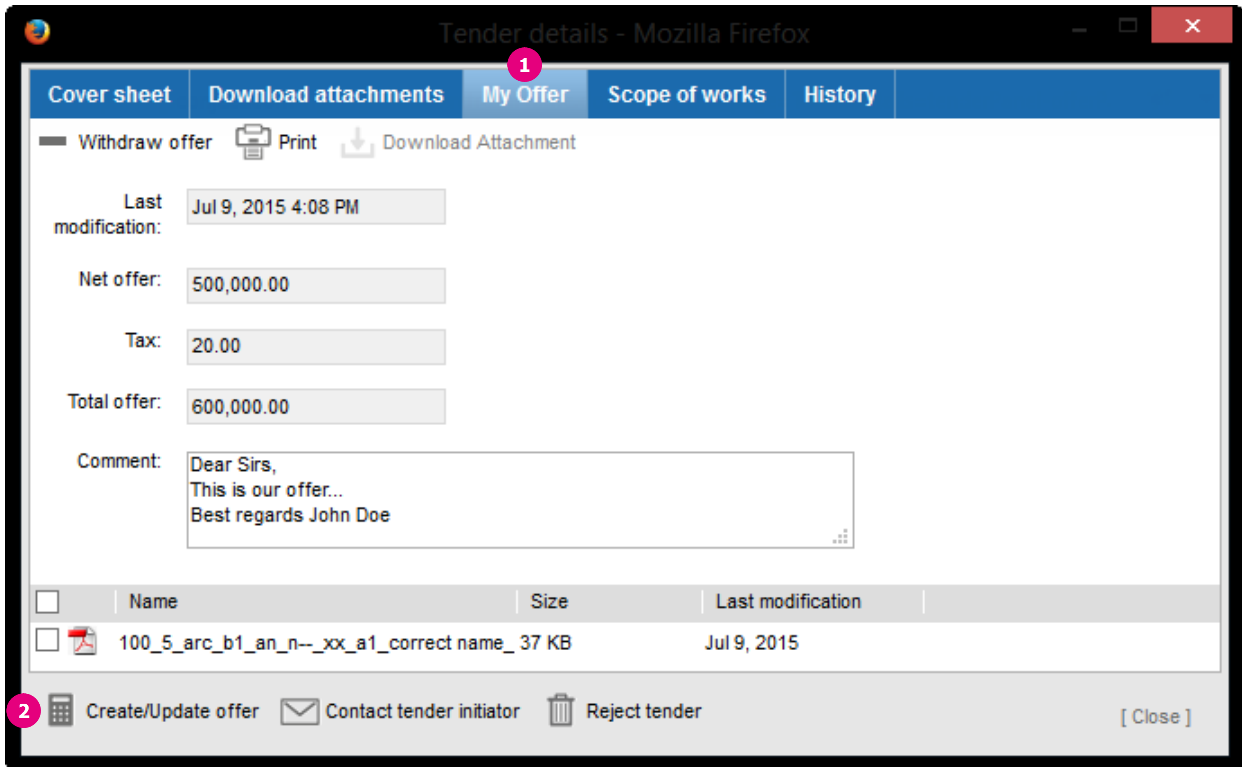 Tender details - Mozilla Firefox
1
Cover sheet Download attachments My Offer Scope of works History
Withdraw offer Print Download Attachment
Last modification: Jul 9, 2015 4:08 PM
Net offer: 500,000.00
Tax: 20.00
Total offer: 600,000.00
Comment: Dear Sirs,
This is our offer...
Best regards John Doe
Name Size Last modification
100_5_arc_b1_an_n--_xx_a1_correct name_ 37 KB Jul 9, 2015
2 Create/Update offer Contact tender initiator Reject tender [ Close ]